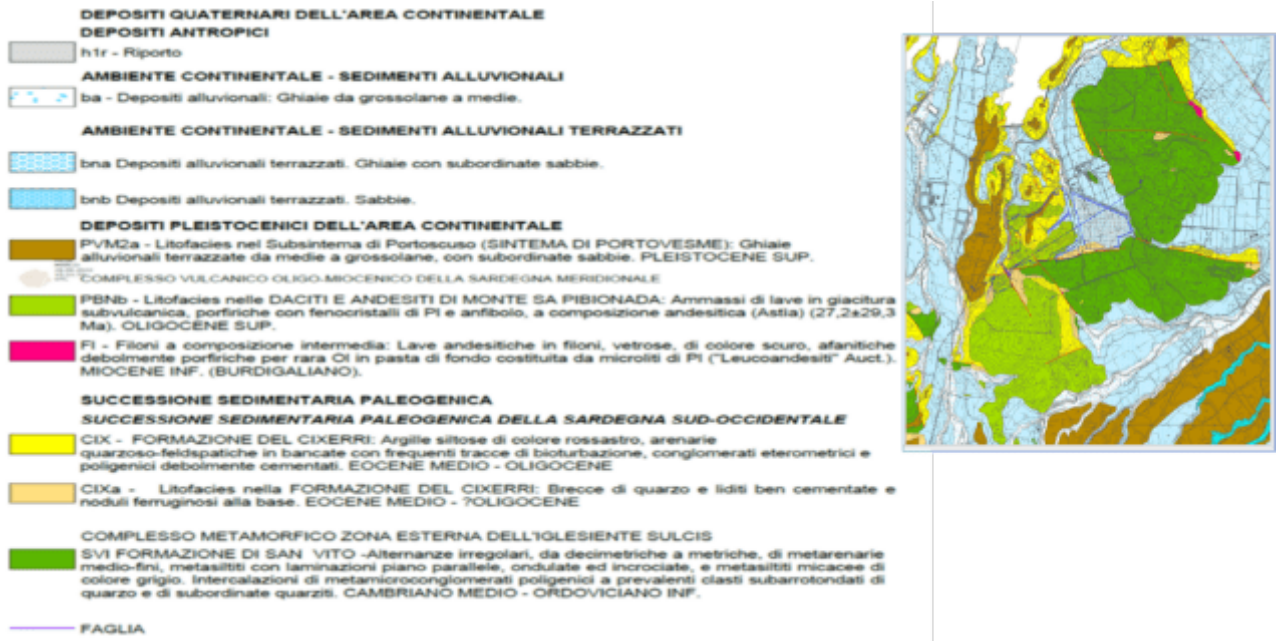 DEPOSITI QUATERNARI DELL'AREA CONTINENTALE
DEPOSITI ANTROPICI
h1r - Riporto
AMBIENTE CONTINENTALE - SEDIMENTI ALLUVIONALI
ba - Depositi alluvionali: Ghiaie da grossolane a medie.
AMBIENTE CONTINENTALE - SEDIMENTI ALLUVIONALI TERRAZZATI
bna Depositi alluvionali terrazzati. Ghiaie con subordinate sabbie.
bnb Depositi alluvionali terrazzati. Sabbie.
DEPOSITI PLEISTOCENICI DELL'AREA CONTINENTALE
PVM2a - Litofacies nel Subsintema di Portoscuso (SINTEMA DI PORTOVESME): Ghiaie
alluvionali terrazzate da medie a grossolane, con subordinate sabbie. PLEISTOCENE SUP.
COMPLESSO VULCANICO OLIGO-MIOCENICO DELLA SARDEGNA MERIDIONALE
PBNb - Litofacies nelle DACITI E ANDESITI DI MONTE SA PIBIONADA: Ammassi di lave in giacitura
subvulcanica, porfiriche con fenocristalli di Pl e anfibolo, a composizione andesitica (Astia) (27,2±29,3
Ma). OLIGOCENE SUP.
FI - Filoni a composizione intermedia: Lave andesitiche in filoni, vetrose, di colore scuro, afanitiche
debolmente porfiriche per rara Ol in pasta di fondo costituita da microliti di Pl ("Leucoandesiti" Auct.).
MIOCENE INF. (BURDIGALIANO).
SUCCESSIONE SEDIMENTARIA PALEOGENICA
SUCCESSIONE SEDIMENTARIA PALEOGENICA DELLA SARDEGNA SUD-OCCIDENTALE
CIX - FORMAZIONE DEL CIXERRI: Argille siltose di colore rossastro, arenarie
quarzoso-feldspatiche in bancate con frequenti tracce di bioturbazione, conglomerati eterometrici e
poligenici debolmente cementati. EOCENE MEDIO - OLIGOCENE
CIXa - Litofacies nella FORMAZIONE DEL CIXERRI: Brecce di quarzo e liditi ben cementate e
noduli ferruginosi alla base. EOCENE MEDIO - ?OLIGOCENE
COMPLESSO METAMORFICO ZONA ESTERNA DELL'IGLESIENTE SULCIS
SVI FORMAZIONE DI SAN VITO -Alternanze irregolari, da decimetriche a metriche, di metarenarie
medio-fini, metasiltiti con laminazioni piano parallele, ondulate ed incrociate, e metasiltiti micacee di
colore grigio. Intercalazioni di metamicroconglomerati poligenici a prevalenti clasti subarrotondati di
quarzo e di subordinate quarziti. CAMBRIANO MEDIO - ORDOVICIANO INF.
FAGLIA